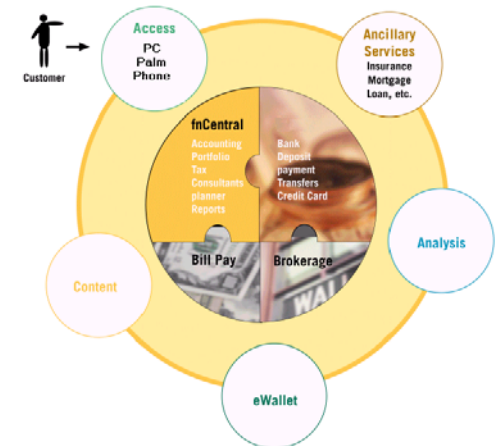 Access
PC
Palm
Phone
Customer
Ancillary
Services
Insurance
Mortgage
Loan, etc.
fnCentral
Accounting
Portfolio
Tax
Consultants
planner
Reports
Bank
Deposit
payment
Transfers
Credit Card
Bill Pay
Brokerage
WALL
Analysis
Content
eWallet